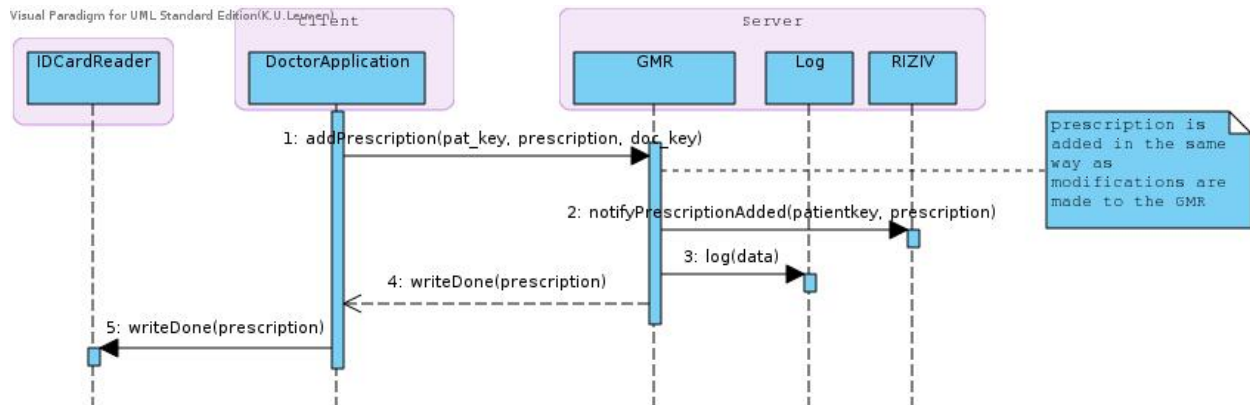 Visual Paradigm for UML Standard Edition(K.U.Leuven)
Client
Server
IDCardReader
DoctorApplication
GMR
Log
RIZIV
1: addPrescription(pat_key, prescription, doc_key)
prescription is
added in the same
way as
modifications are
made to the GMR
2: notifyPrescriptionAdded(patientkey, prescription)
3: log(data)
4: writeDone(prescription)
5: writeDone(prescription)